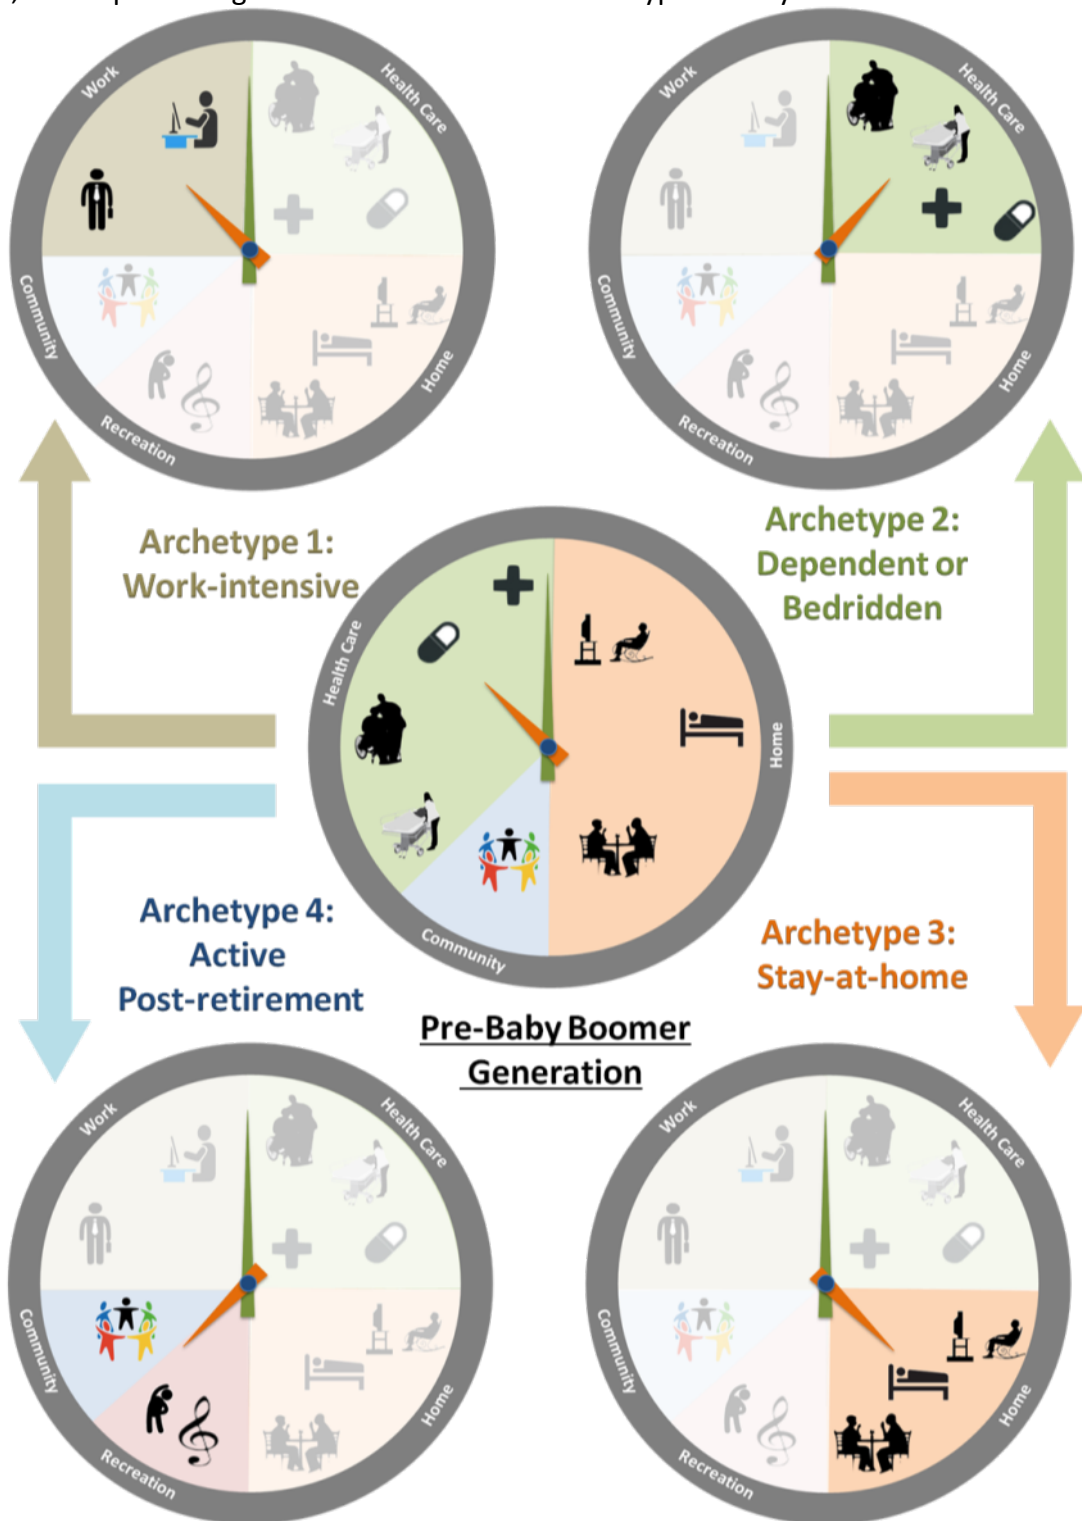 Work
Health Care
Community
Recreation
Home
Work
Health Care
Community
Recreation
Home
Archetype 1:
Work-intensive
Archetype 2:
Dependent or
Bedridden
Health Care
Home
Community
Archetype 4:
Active
Post-retirement
Archetype 3:
Stay-at-home
Pre-Baby Boomer
Generation
Work
Health Care
Community
Recreation
Home
Work
Health Care
Community
Recreation
Home